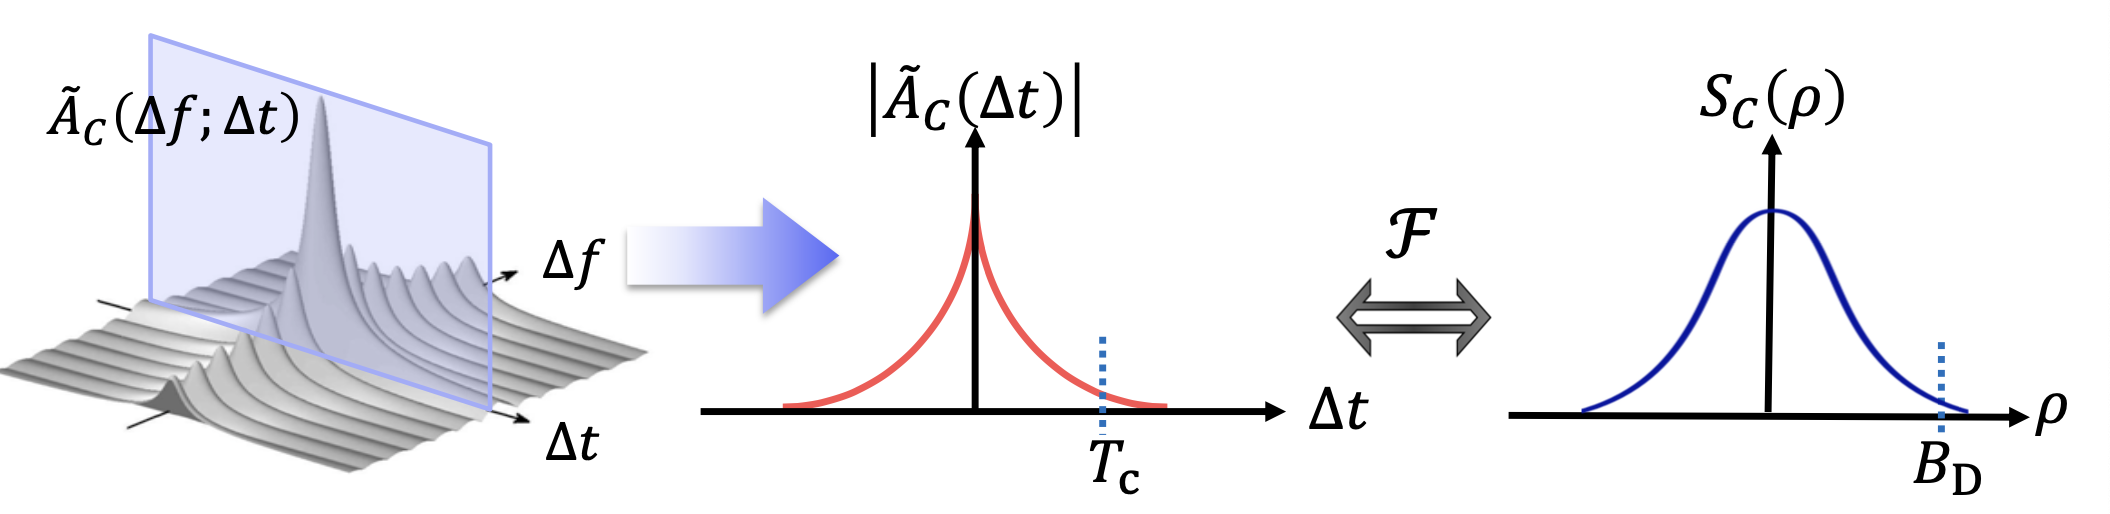 Ã_C(Δf; Δt)
Δf
Δt
|Ã_C(Δt)|
Δt
T_c
ℱ
S_C(ρ)
ρ
B_D